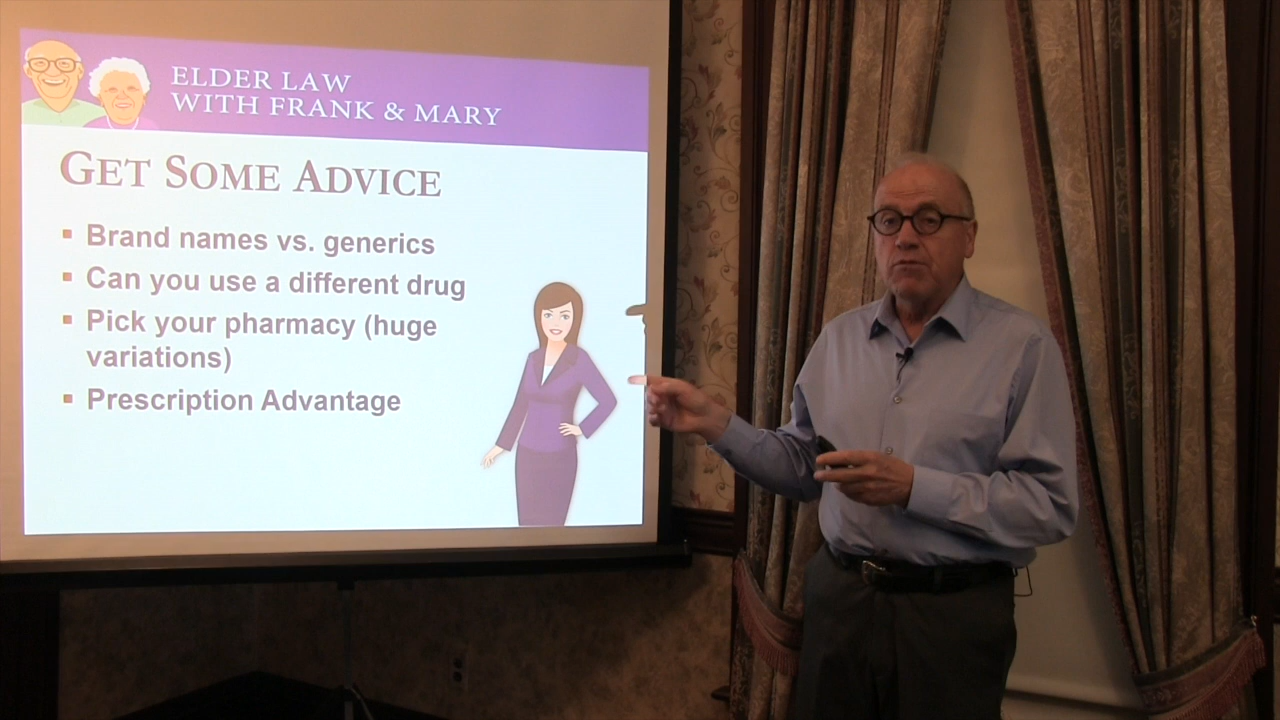 ELDER LAW
WITH FRANK & MARY
GET SOME ADVICE
▪ Brand names vs. generics
▪ Can you use a different drug
▪ Pick your pharmacy (huge
variations)
▪ Prescription Advantage